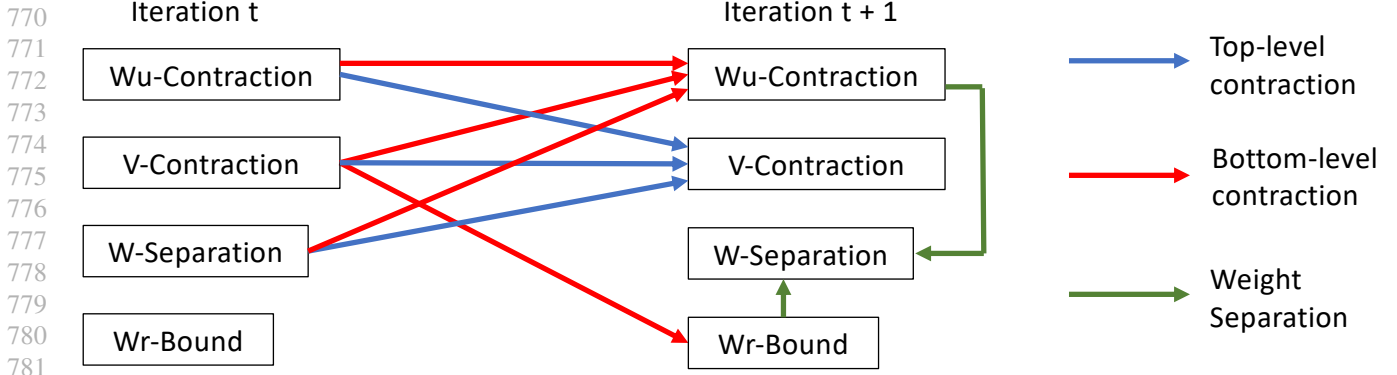 770
771
772
773
774
775
776
777
778
779
780
781
Iteration t
Iteration t + 1
Wu-Contraction
Wu-Contraction
Top-level
contraction
V-Contraction
V-Contraction
Bottom-level
contraction
W-Separation
W-Separation
Weight
Separation
Wr-Bound
Wr-Bound